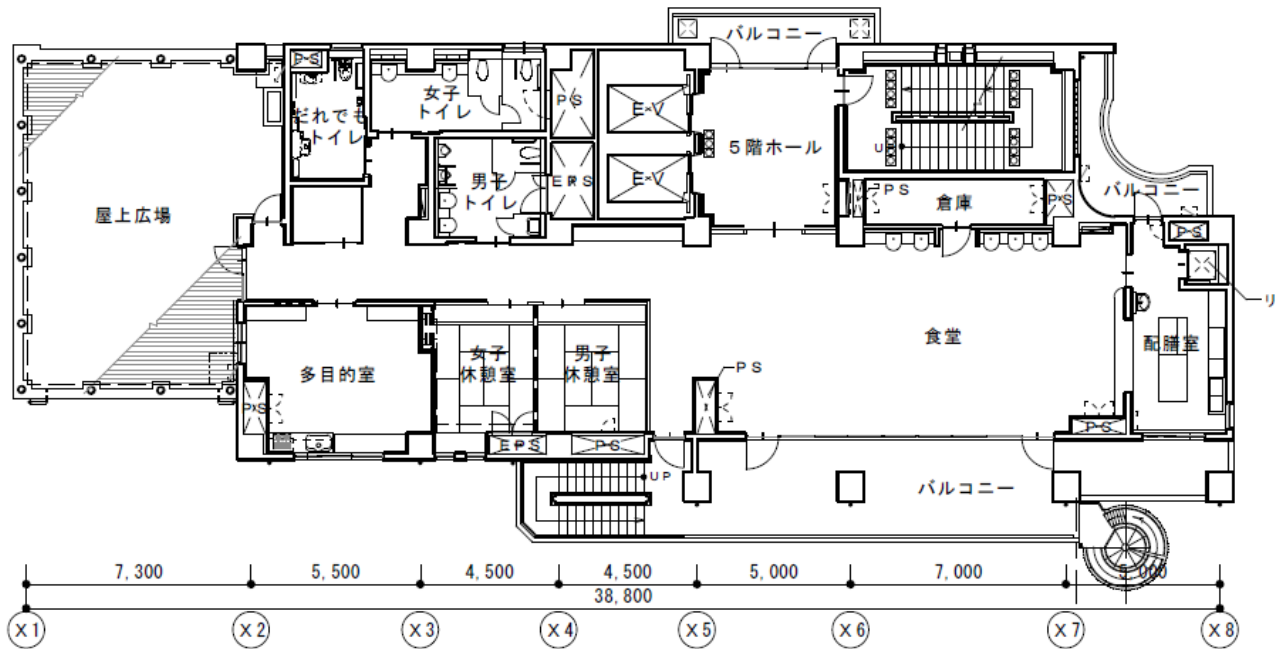 バルコニー
PS
女子
トイレ
だれでも
トイレ
PS
EV
5階ホール
UP
男子
トイレ
EPS
EV
PS
倉庫
PS
バルコニー
屋上広場
PS
リ
食堂
配膳室
多目的室
女子
休憩室
男子
休憩室
PS
PS
PS
EPS
PS
UP
バルコニー
7,300
5,500
4,500
4,500
5,000
7,000
5,000
38,800
X1
X2
X3
X4
X5
X6
X7
X8